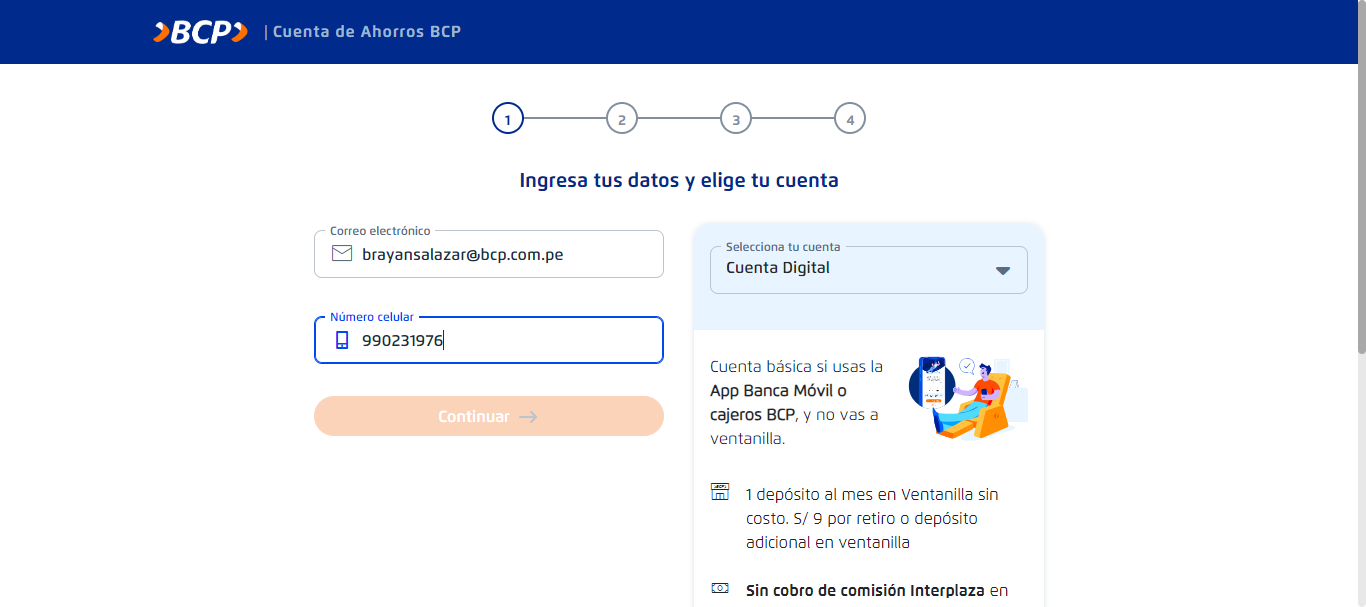 BCP | Cuenta de Ahorros BCP
1 2 3 4
Ingresa tus datos y elige tu cuenta
Correo electrónico
brayansalazar@bcp.com.pe
Número celular
990231976
Continuar
Selecciona tu cuenta
Cuenta Digital
Cuenta básica si usas la
App Banca Móvil o
cajeros BCP, y no vas a
ventanilla.
1 depósito al mes en Ventanilla sin
costo. S/ 9 por retiro o depósito
adicional en ventanilla
Sin cobro de comisión Interplaza en